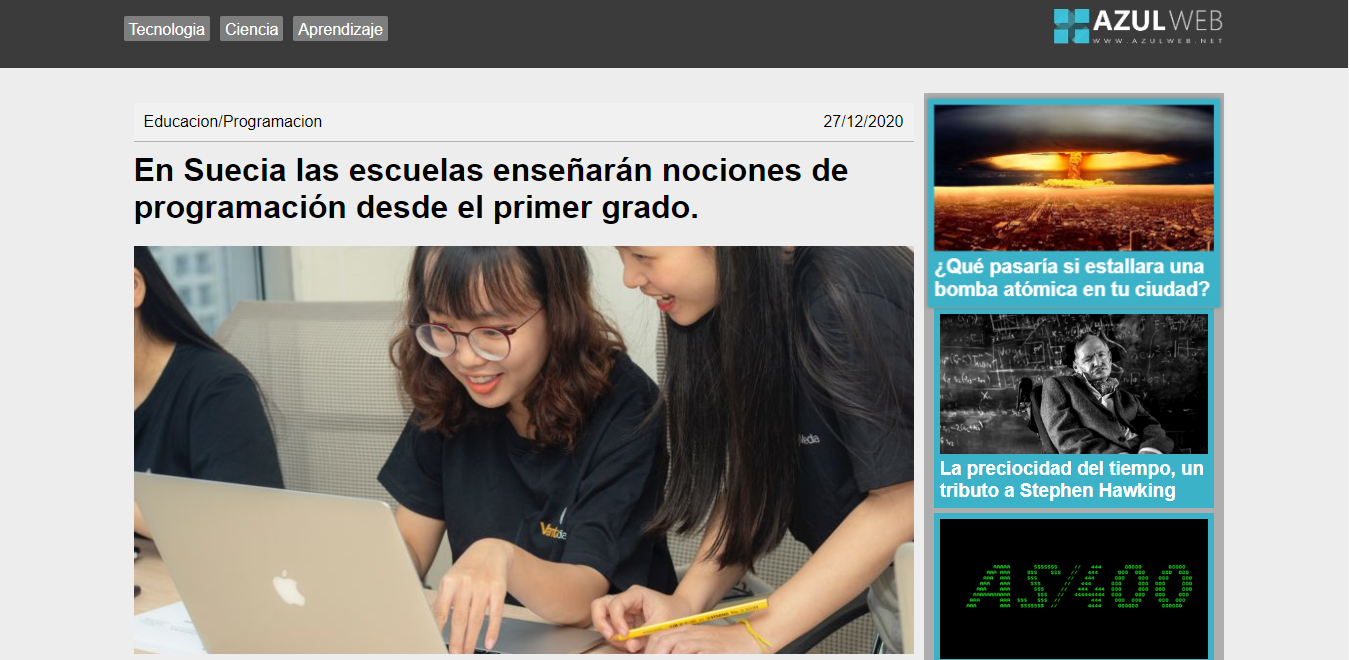 Tecnologia Ciencia Aprendizaje
AZULWEB
WWW.AZULWEB.NET
Educacion/Programacion 27/12/2020
En Suecia las escuelas enseñarán nociones de
programación desde el primer grado.
¿Qué pasaría si estallara una
bomba atómica en tu ciudad?
La preciocidad del tiempo, un
tributo a Stephen Hawking
AS/400